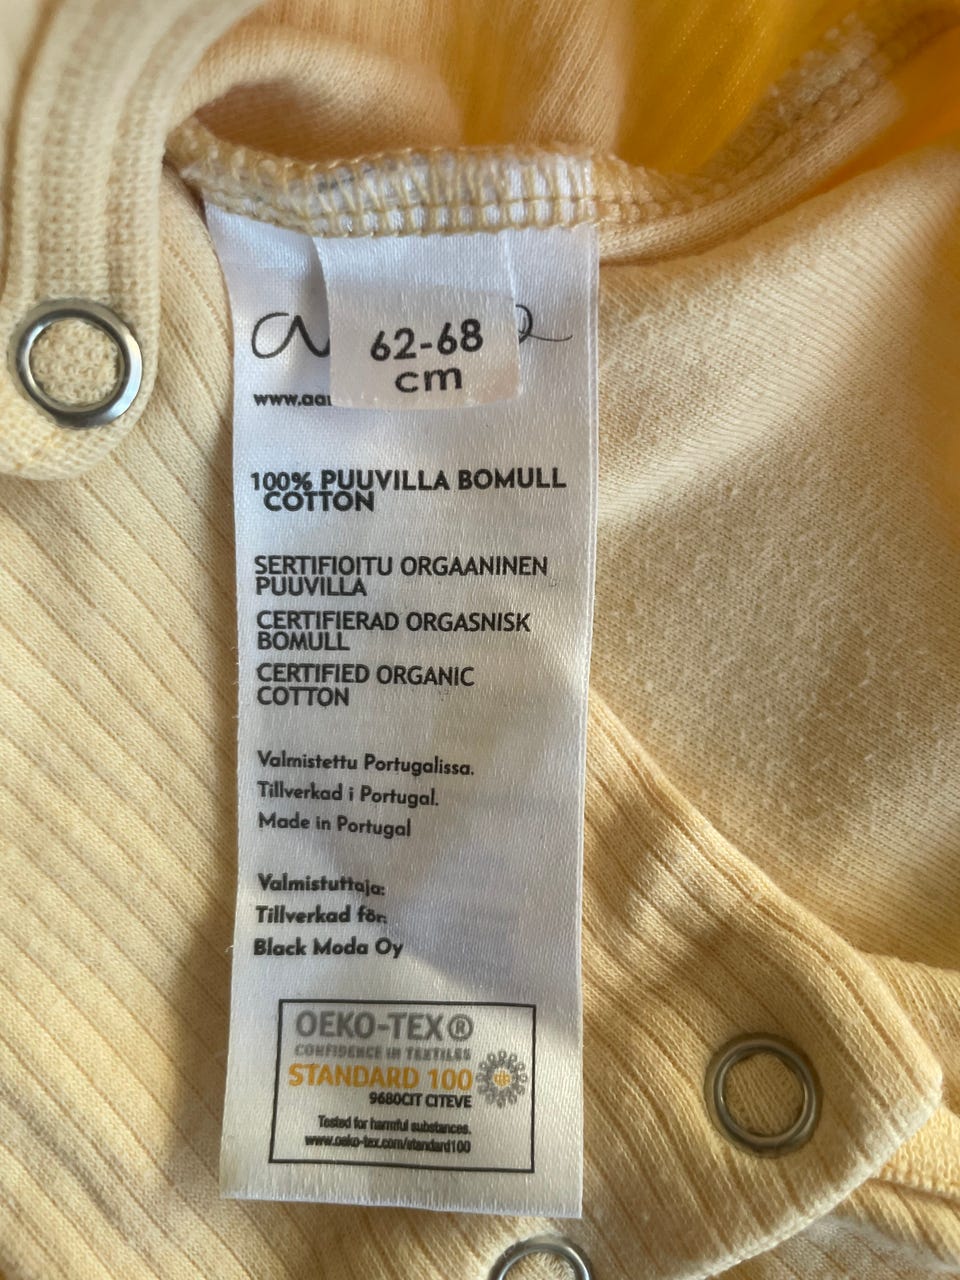 62-68
cm
100% PUUVILLA BOMULL
COTTON
SERTIFIOITU ORGAANINEN
PUUVILLA
CERTIFIERAD ORGASNISK
BOMULL
CERTIFIED ORGANIC
COTTON
Valmistettu Portugalissa.
Tillverkad i Portugal.
Made in Portugal
Valmistuttaja:
Tillverkad för:
Black Moda Oy
OEKO-TEX®
CONFIDENCE IN TEXTILES
STANDARD 100
9680CIT CITEVE
Tested for harmful substances.
www.oeko-tex.com/standard100